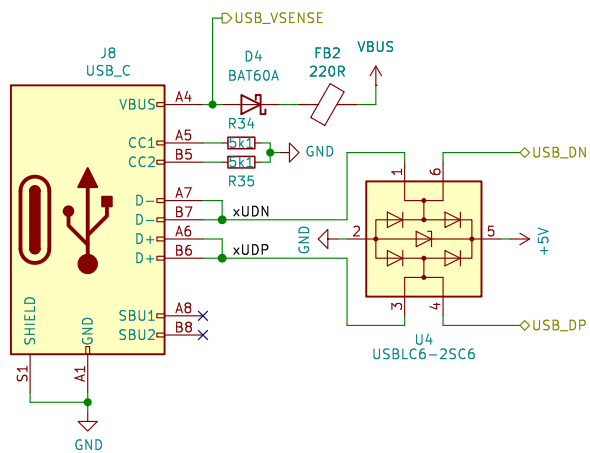 USB_VSENSE
J8
USB_C
D4
BAT60A
FB2
220R
VBUS
VBUS
A4
R34
CC1
A5
5k1
CC2
B5
5k1
GND
R35
D-
A7
D-
B7
xUDN
D+
A6
D+
B6
xUDP
SBU1
A8
SBU2
B8
SHIELD
GND
S1
A1
GND
1
6
USB_DN
GND
2
5
+5V
3
4
USB_DP
U4
USBLC6-2SC6